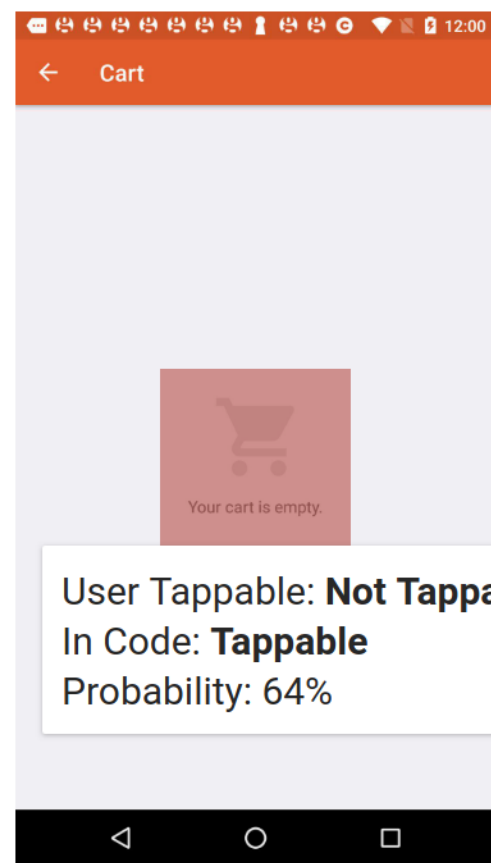 12:00
Cart
Your cart is empty.
User Tappable: Not Tappa
In Code: Tappable
Probability: 64%